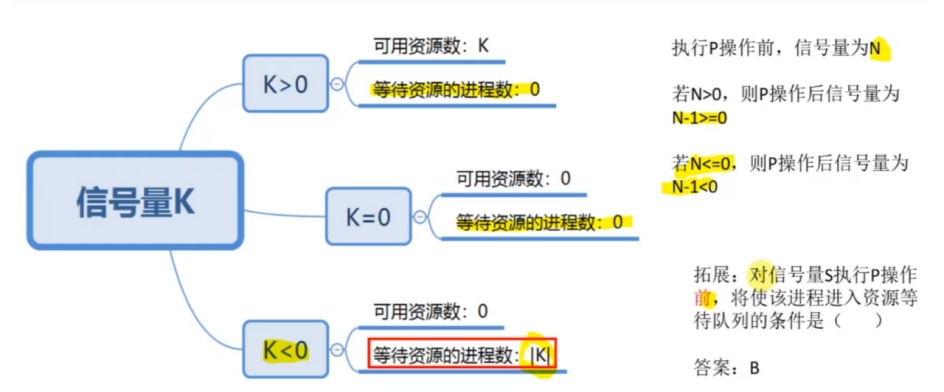 信号量K
K>0
可用资源数：K
等待资源的进程数：0
K=0
可用资源数：0
等待资源的进程数：0
K<0
可用资源数：0
等待资源的进程数：|K|
执行P操作前，信号量为N
若N>0，则P操作后信号量为
N-1>=0
若N<=0，则P操作后信号量为
N-1<0
拓展：对信号量S执行P操作
前，将使该进程进入资源等
待队列的条件是（ ）
答案：B